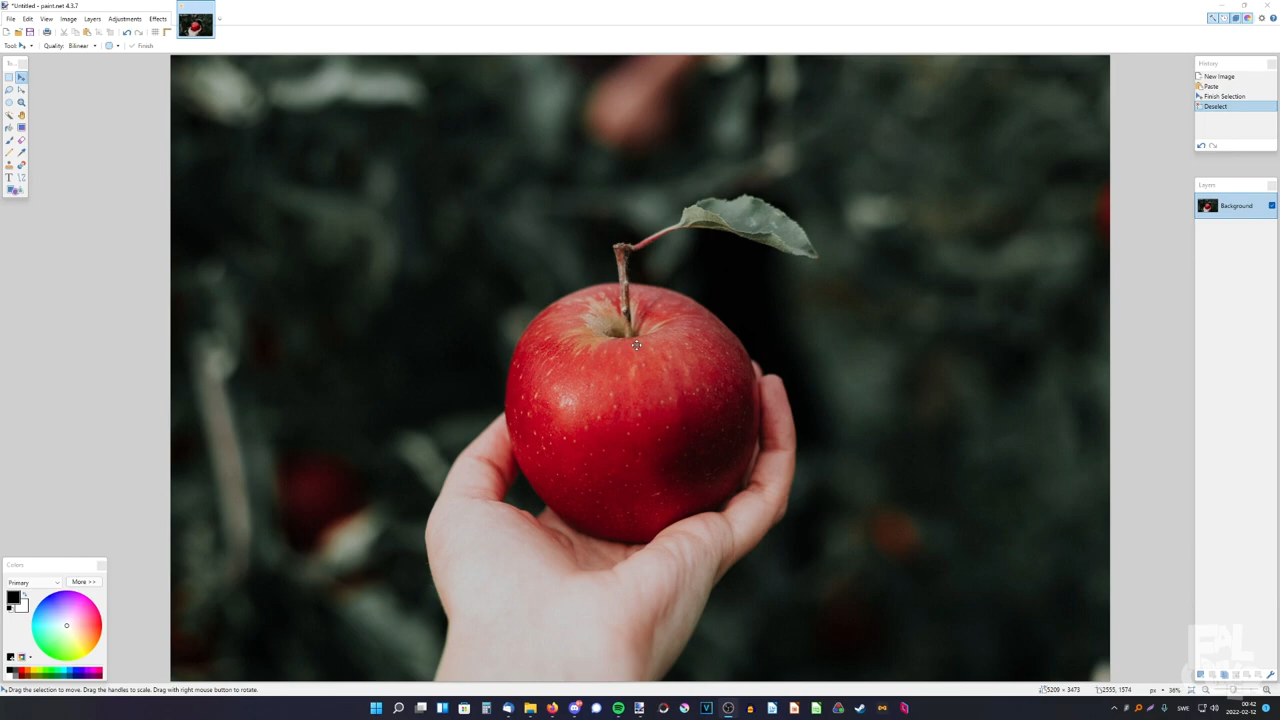 *Untitled - paint.net 4.3.7
File Edit View Image Layers Adjustments Effects
Tool: Quality: Bilinear Finish
To...
History
New Image
Paste
Finish Selection
Deselect
Layers
Background
Colors
Primary More >>
Drag the selection to move. Drag the handles to scale. Drag with right mouse button to rotate.
5209 × 3473 2555, 1574 px 36%
SWE 00:42
2022-02-12